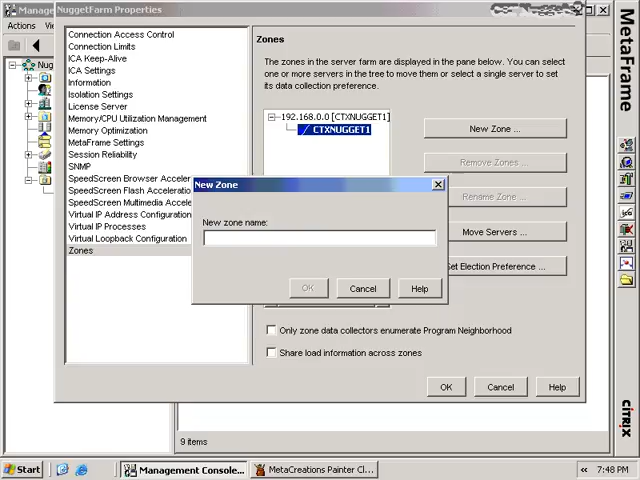 Manage
NuggetFarm Properties
Actions
Connection Access Control
Connection Limits
ICA Keep-Alive
ICA Settings
Information
Isolation Settings
License Server
Memory/CPU Utilization Management
Memory Optimization
MetaFrame Settings
Session Reliability
SNMP
SpeedScreen Browser Acceler
SpeedScreen Flash Acceleratio
SpeedScreen Multimedia Accele
Virtual IP Address Configuration
Virtual IP Processes
Virtual Loopback Configuration
Zones
Zones
The zones in the server farm are displayed in the pane below. You can select
one or more servers in the tree to move them or select a single server to set
its data collection preference.
192.168.0.0 [CTXNUGGET1]
CTXNUGGET1
New Zone ...
Remove Zones ...
Rename Zone ...
Move Servers ...
Set Election Preference ...
New Zone
New zone name:
OK
Cancel
Help
Only zone data collectors enumerate Program Neighborhood
Share load information across zones
OK
Cancel
Help
9 items
MetaFrame
CITRIX
Start
Management Console...
MetaCreations Painter Cl...
7:48 PM